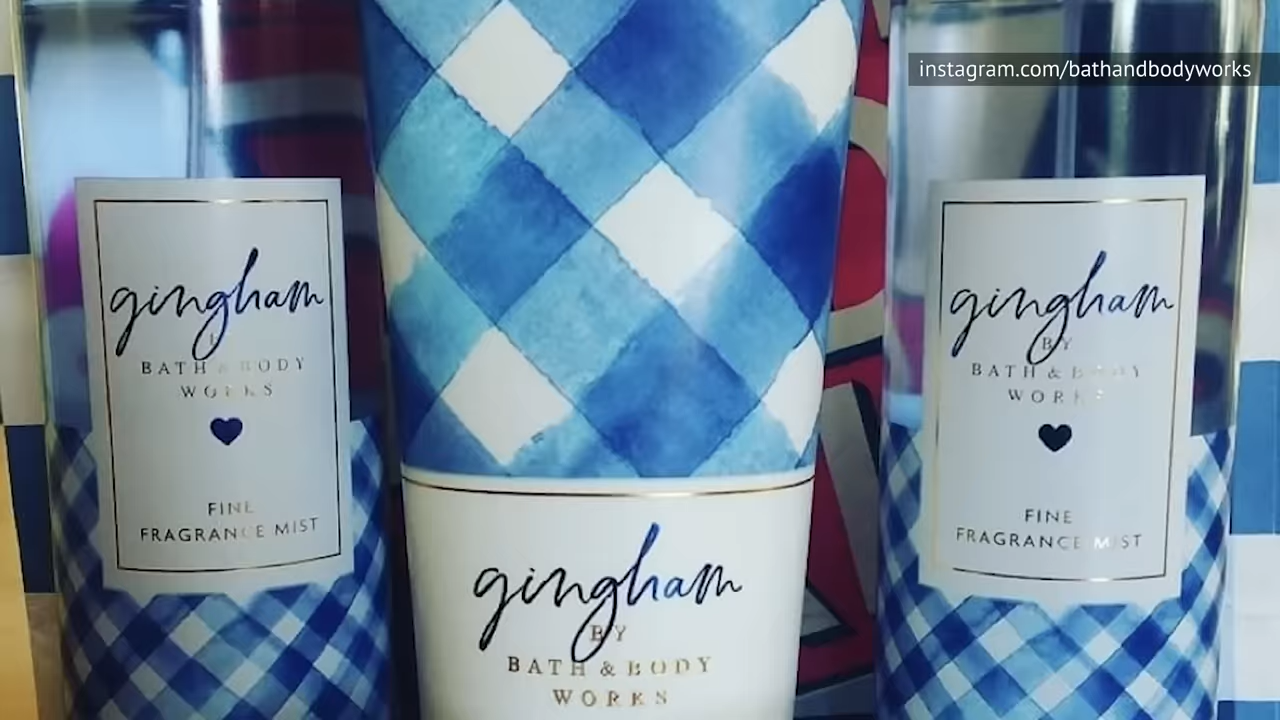 instagram.com/bathandbodyworks
gingham
BATH & BODY
WORKS
FINE
FRAGRANCE MIST
gingham
BY
BATH & BODY
WORKS
gingham
BY
BATH & BODY
WORKS
FINE
FRAGRANCE MIST